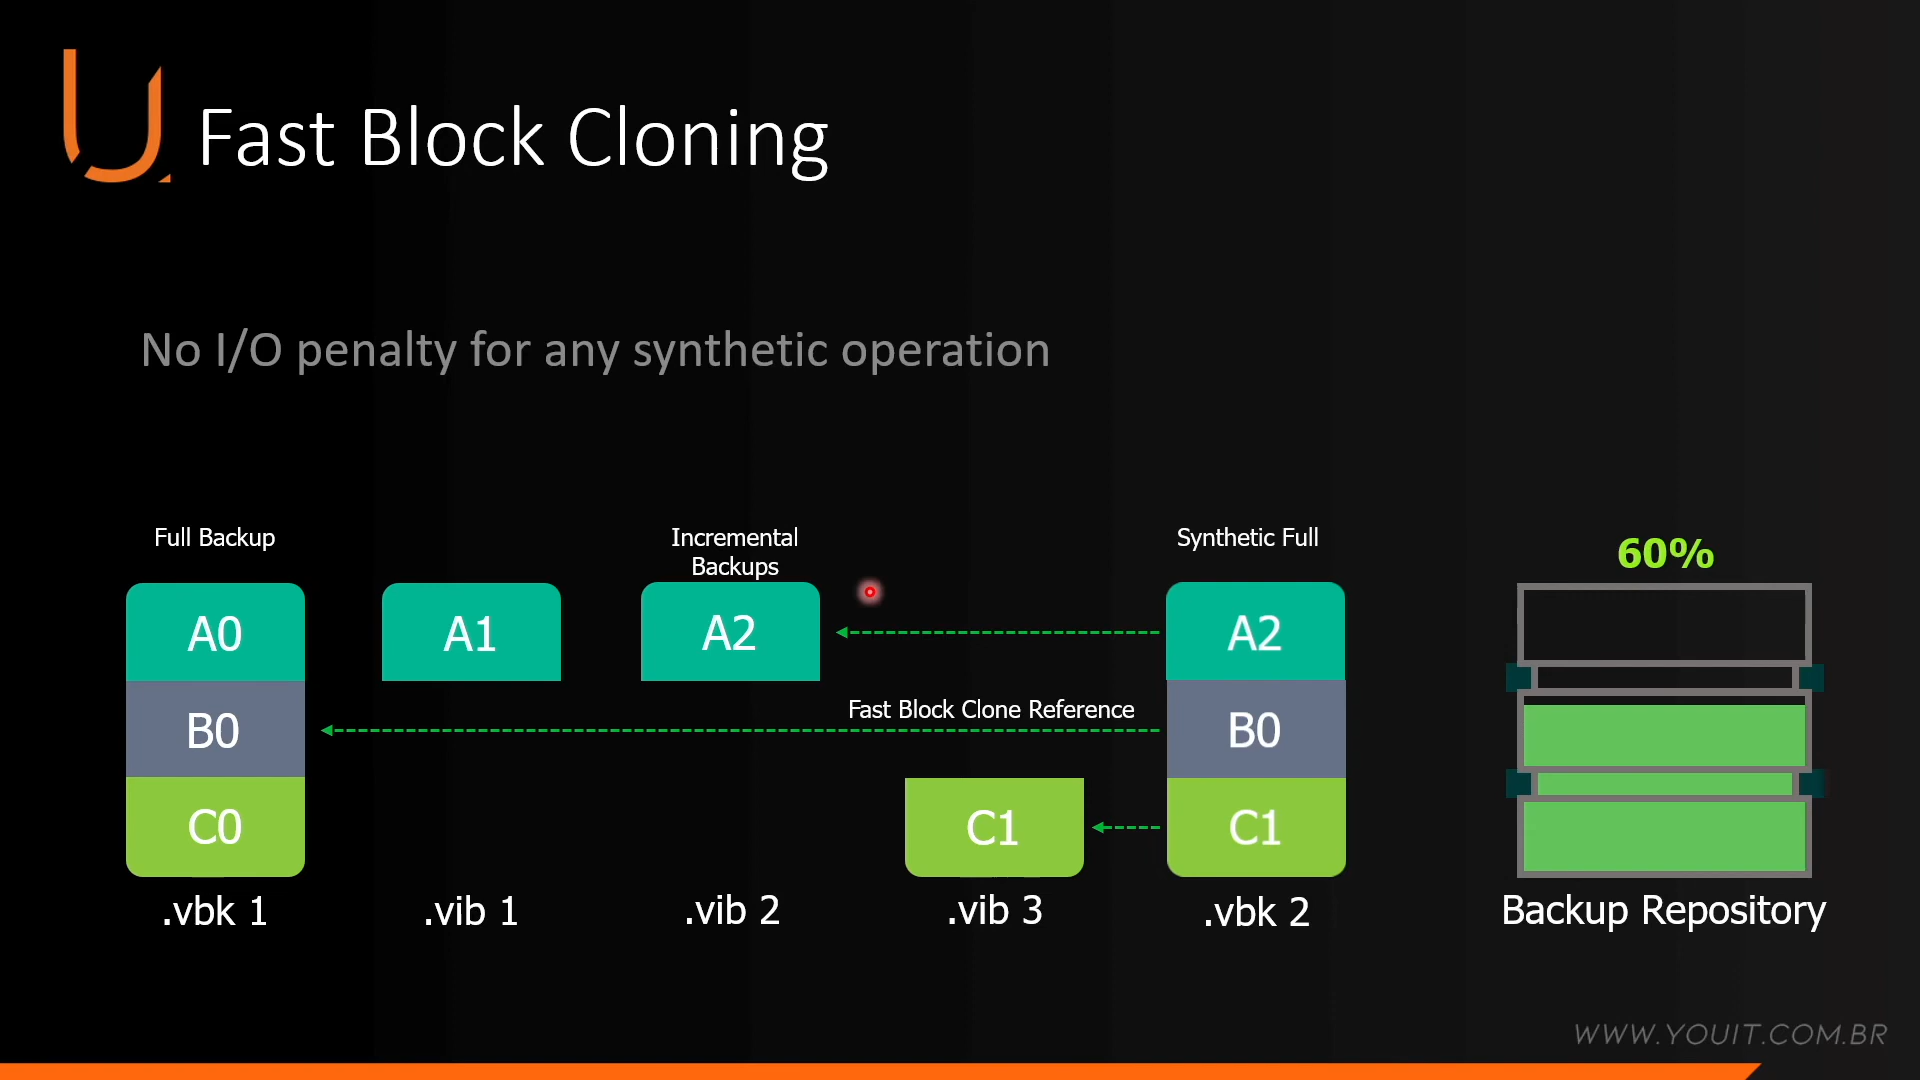 Fast Block Cloning
No I/O penalty for any synthetic operation
Full Backup
Incremental
Backups
Synthetic Full
60%
A0
A1
A2
A2
Fast Block Clone Reference
B0
B0
C0
C1
C1
.vbk 1
.vib 1
.vib 2
.vib 3
.vbk 2
Backup Repository
WWW.YOUIT.COM.BR